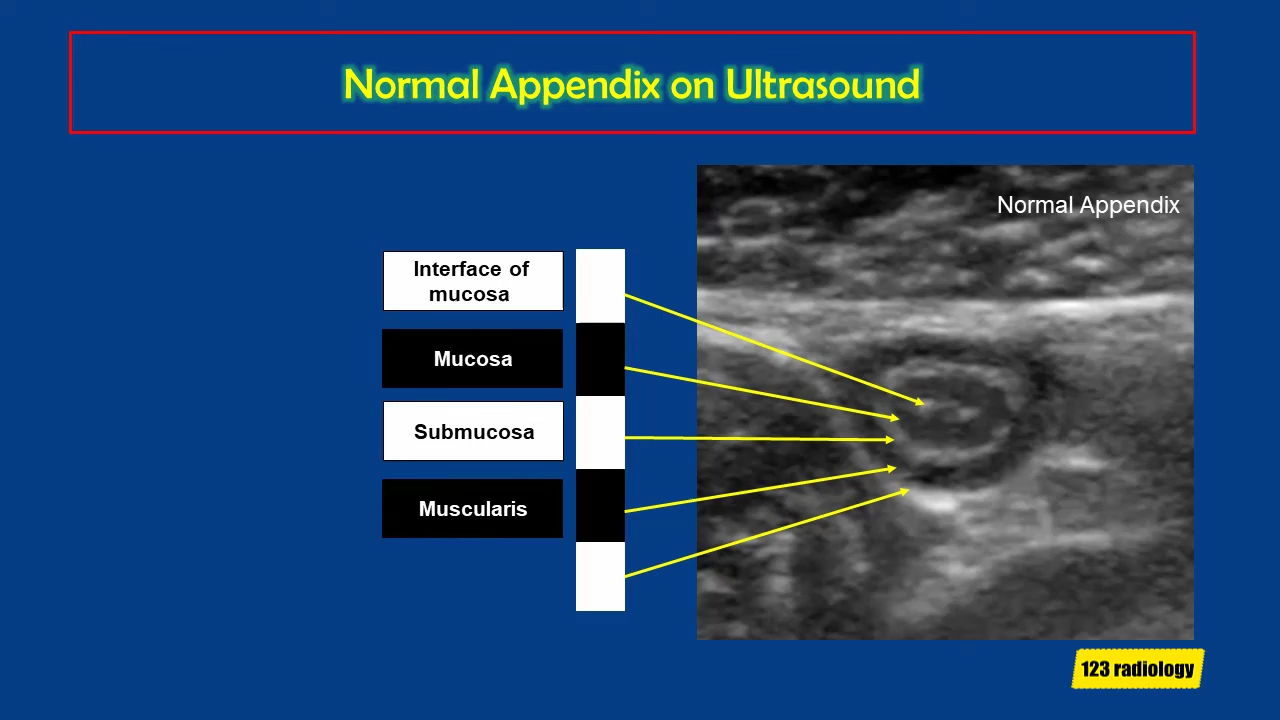 Normal Appendix on Ultrasound
Normal Appendix
Interface of
mucosa
Mucosa
Submucosa
Muscularis
123 radiology